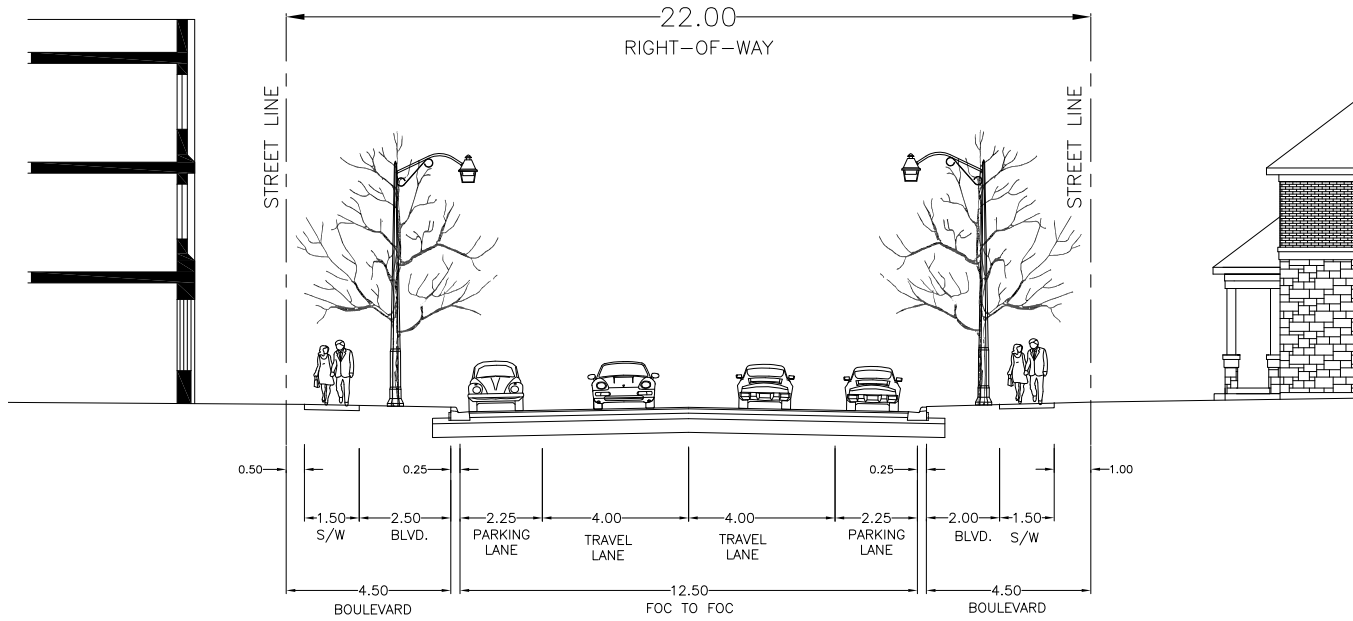 22.00
RIGHT-OF-WAY
STREET LINE
STREET LINE
0.50
0.25
0.25
1.00
1.50
S/W
2.50
BLVD.
2.25
PARKING
LANE
4.00
TRAVEL
LANE
4.00
TRAVEL
LANE
2.25
PARKING
LANE
2.00
BLVD.
1.50
S/W
4.50
BOULEVARD
12.50
FOC TO FOC
4.50
BOULEVARD